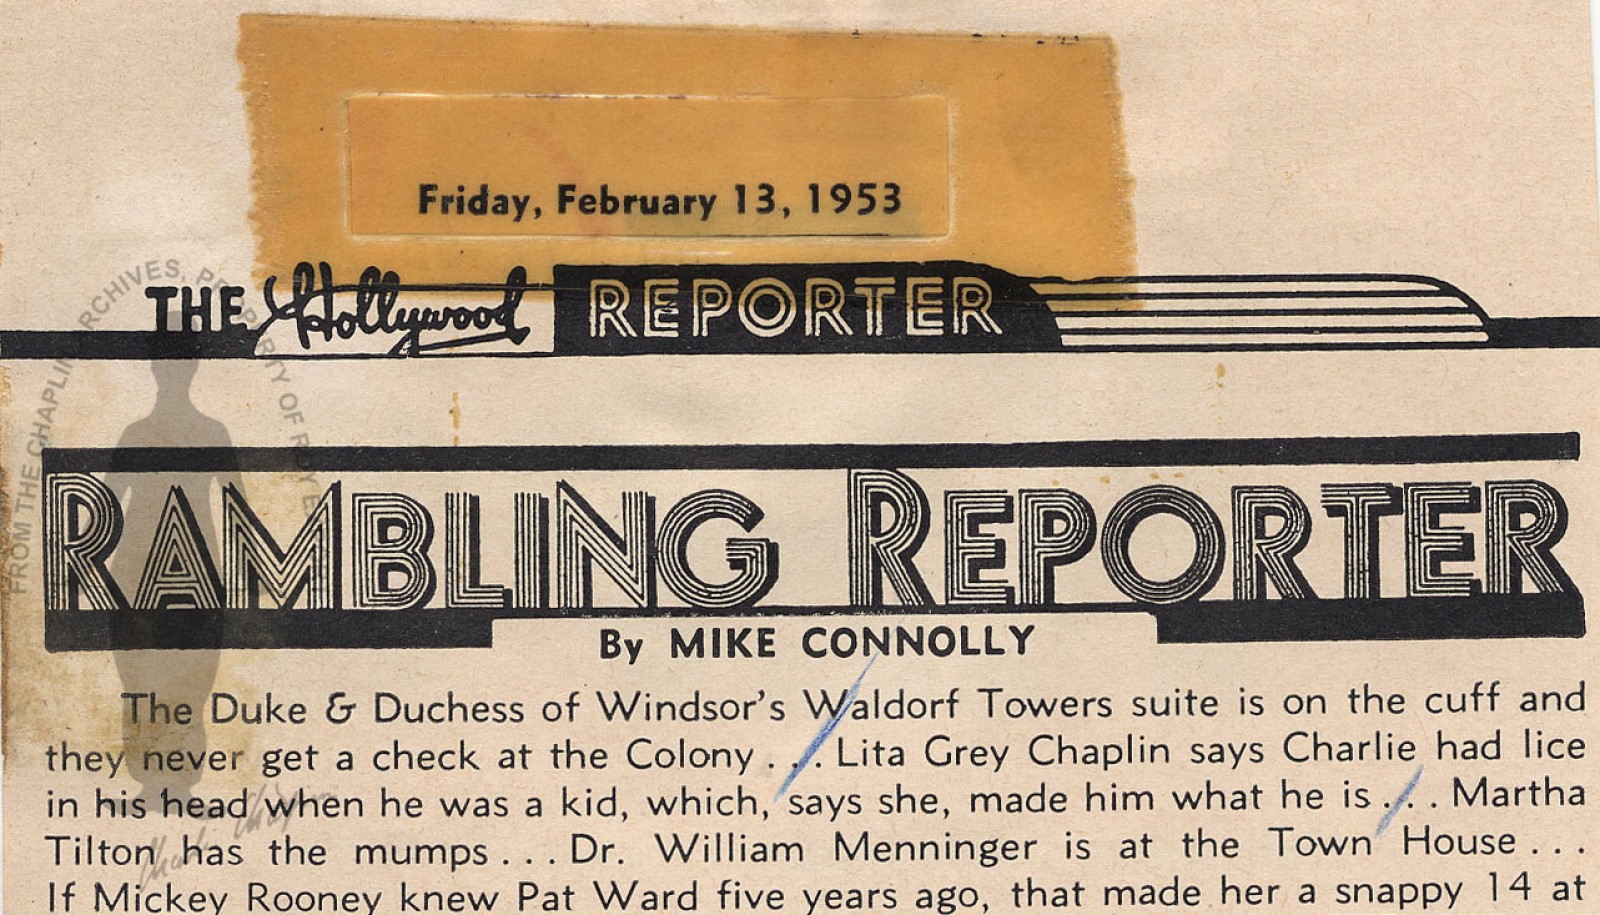 Friday, February 13, 1953
THE Hollywood REPORTER
RAMBLING REPORTER
By MIKE CONNOLLY
The Duke & Duchess of Windsor's Waldorf Towers suite is on the cuff and
they never get a check at the Colony . . . Lita Grey Chaplin says Charlie had lice
in his head when he was a kid, which, says she, made him what he is . . . Martha
Tilton has the mumps . . . Dr. William Menninger is at the Town House . . .
If Mickey Rooney knew Pat Ward five years ago, that made her a snappy 14 at
FROM THE CHAPLIN ARCHIVES, PROPERTY OF ROY E